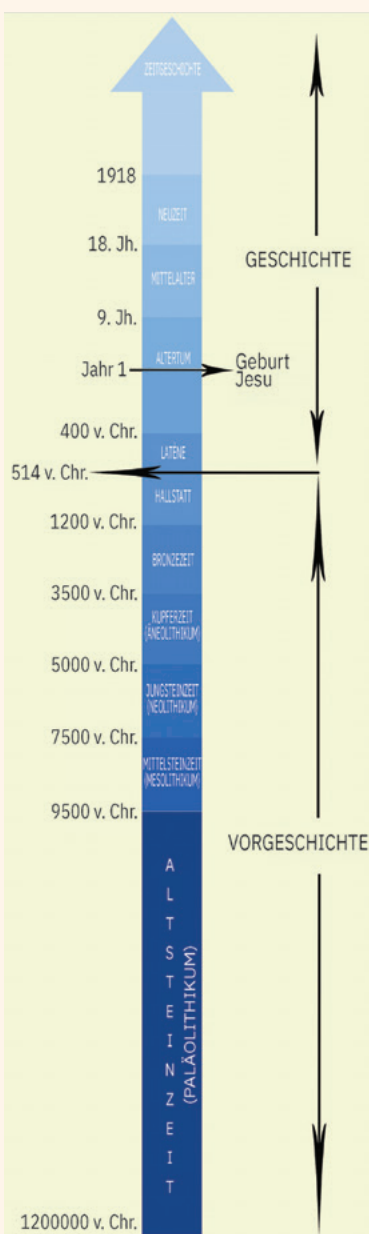 ZEITGESCHICHTE
1918
NEUZEIT
18. Jh.
GESCHICHTE
MITTELALTER
9. Jh.
ALTERTUM
Jahr 1
Geburt
Jesu
400 v. Chr.
LATÈNE
514 v. Chr.
HALLSTATT
1200 v. Chr.
BRONZEZEIT
3500 v. Chr.
KUPFERZEIT
(ÄNEOLITHIKUM)
5000 v. Chr.
JUNGSTEINZEIT
(NEOLITHIKUM)
7500 v. Chr.
MITTELSTEINZEIT
(MESOLITHIKUM)
9500 v. Chr.
VORGESCHICHTE
ALTSTEINZEIT
(PALÄOLITHIKUM)
1200000 v. Chr.